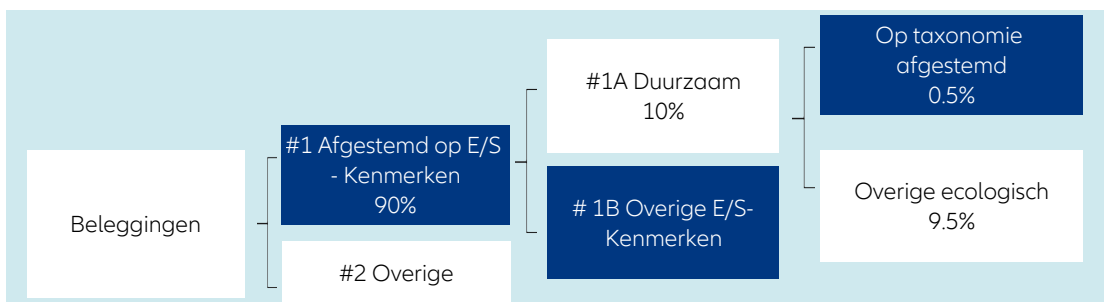 Beleggingen
#1 Afgestemd op E/S
- Kenmerken
90%
#2 Overige
#1A Duurzaam
10%
# 1B Overige E/S-
Kenmerken
Op taxonomie
afgestemd
0.5%
Overige ecologisch
9.5%